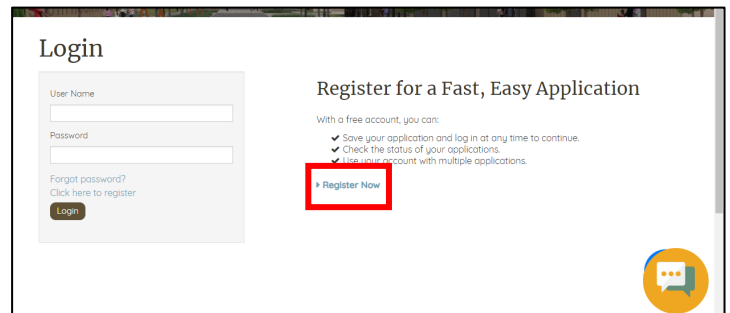 Login
User Name
Password
Forgot password?
Click here to register
Login
Register for a Fast, Easy Application
With a free account, you can:
Save your application and log in at any time to continue.
Check the status of your applications.
Use your account with multiple applications.
Register Now